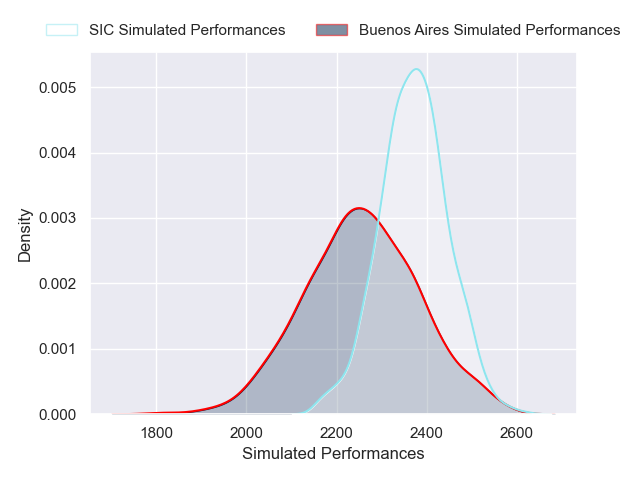 SIC Simulated Performances
Buenos Aires Simulated Performances
Density
0.005
0.004
0.003
0.002
0.001
0.000
1800 2000 2200 2400 2600
Simulated Performances